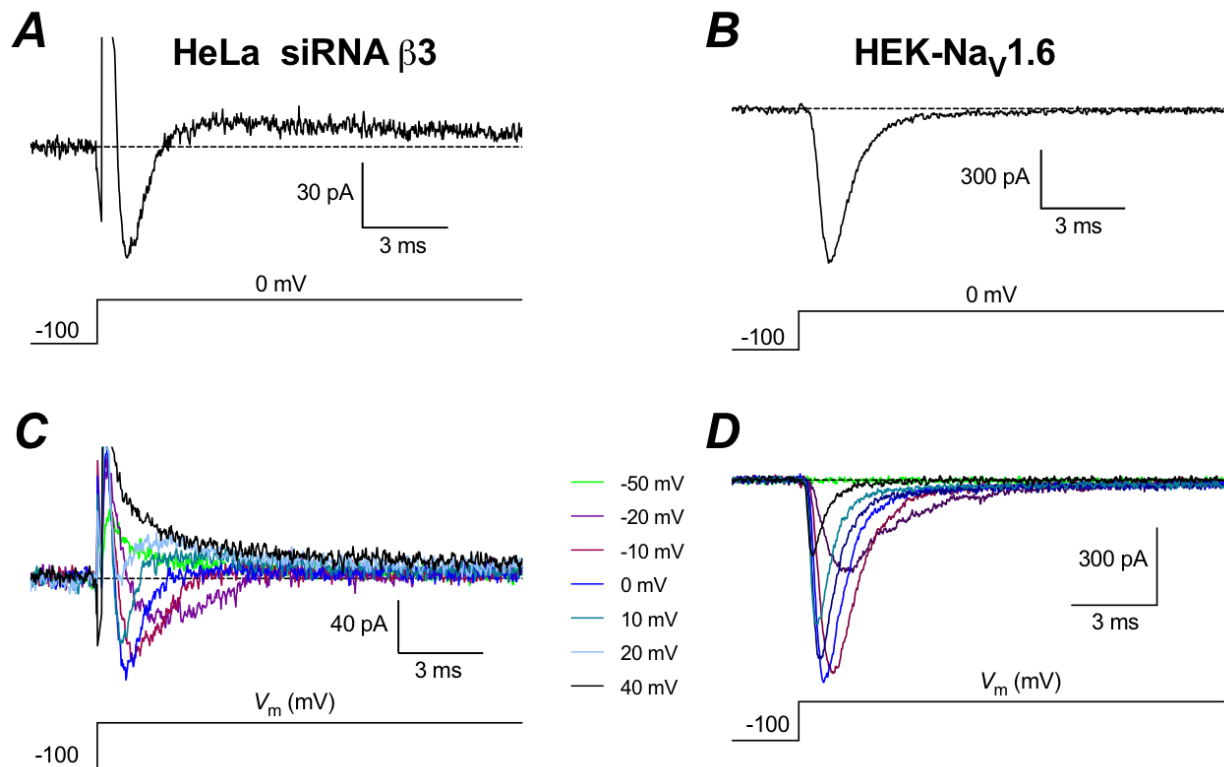 A
HeLa siRNA β3
30 pA
3 ms
0 mV
-100
B
HEK-NaV1.6
300 pA
3 ms
0 mV
-100
C
40 pA
3 ms
Vm (mV)
-100
-50 mV
-20 mV
-10 mV
0 mV
10 mV
20 mV
40 mV
D
300 pA
3 ms
Vm (mV)
-100